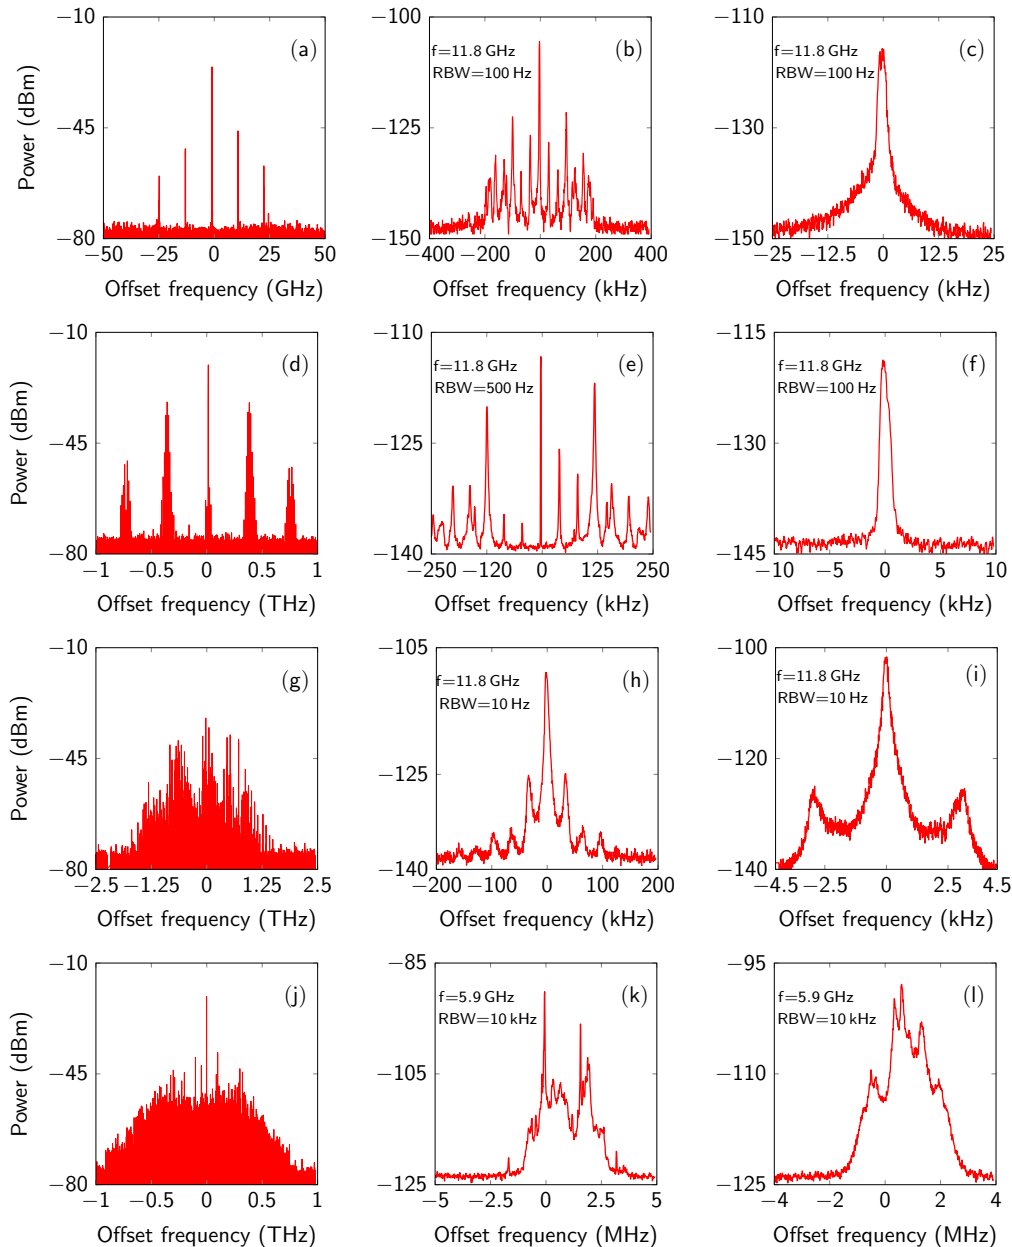 −10
−45
−80
−50
−25
0
25
50
Power (dBm)
Offset frequency (GHz)
(a)
−100
−125
−150
−400
−200
0
200
400
f=11.8 GHz
RBW=100 Hz
(b)
Offset frequency (kHz)
−110
−130
−150
−25
−12.5
0
12.5
25
f=11.8 GHz
RBW=100 Hz
(c)
Offset frequency (kHz)
−10
−45
−80
−1
−0.5
0
0.5
1
Power (dBm)
Offset frequency (THz)
(d)
−110
−125
−140
−250
−120
0
125
250
f=11.8 GHz
RBW=500 Hz
(e)
Offset frequency (kHz)
−115
−130
−145
−10
−5
0
5
10
f=11.8 GHz
RBW=100 Hz
(f)
Offset frequency (kHz)
−10
−45
−80
−2.5
−1.25
0
1.25
2.5
Power (dBm)
Offset frequency (THz)
(g)
−105
−125
−140
−200
−100
0
100
200
f=11.8 GHz
RBW=10 Hz
(h)
Offset frequency (kHz)
−100
−120
−140
−4.5
−2.5
0
2.5
4.5
f=11.8 GHz
RBW=10 Hz
(i)
Offset frequency (kHz)
−10
−45
−80
−1
−0.5
0
0.5
1
Power (dBm)
Offset frequency (THz)
(j)
−85
−105
−125
−5
−2.5
0
2.5
5
f=5.9 GHz
RBW=10 kHz
(k)
Offset frequency (MHz)
−95
−110
−125
−4
−2
0
2
4
f=5.9 GHz
RBW=10 kHz
(l)
Offset frequency (MHz)